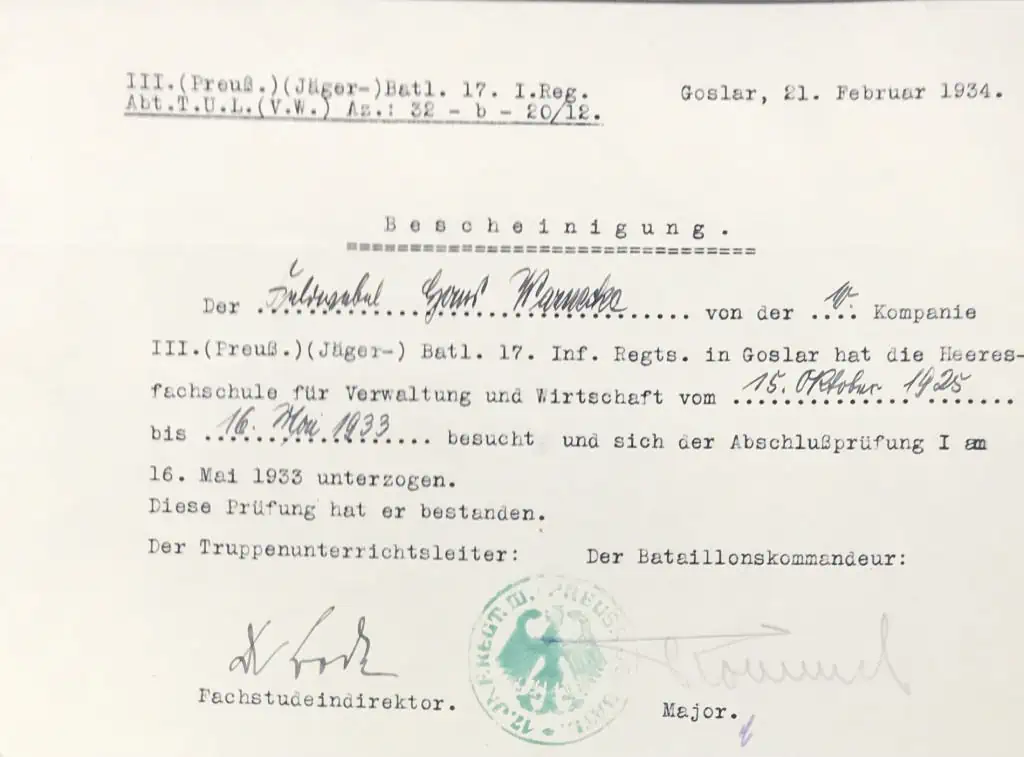 III.(Preuß.)(Jäger-)Batl. 17. I.Reg.
Goslar, 21. Februar 1934.
Abt.T.U.L.(V.W.) Az.: 32 - b - 20/12.
Bescheinigung.
Der Feldwebel Warnecke von der Kompanie
III.(Preuß.)(Jäger-) Batl. 17. Inf. Regts. in Goslar hat die Heeres-
fachschule für Verwaltung und Wirtschaft vom 15. Oktober 1925
bis 16. Mai 1933 besucht und sich der Abschlußprüfung I am
16. Mai 1933 unterzogen.
Diese Prüfung hat er bestanden.
Der Truppenunterrichtsleiter: Der Bataillonskommandeur:
Rommel
Fachstudeindirektor. Major.